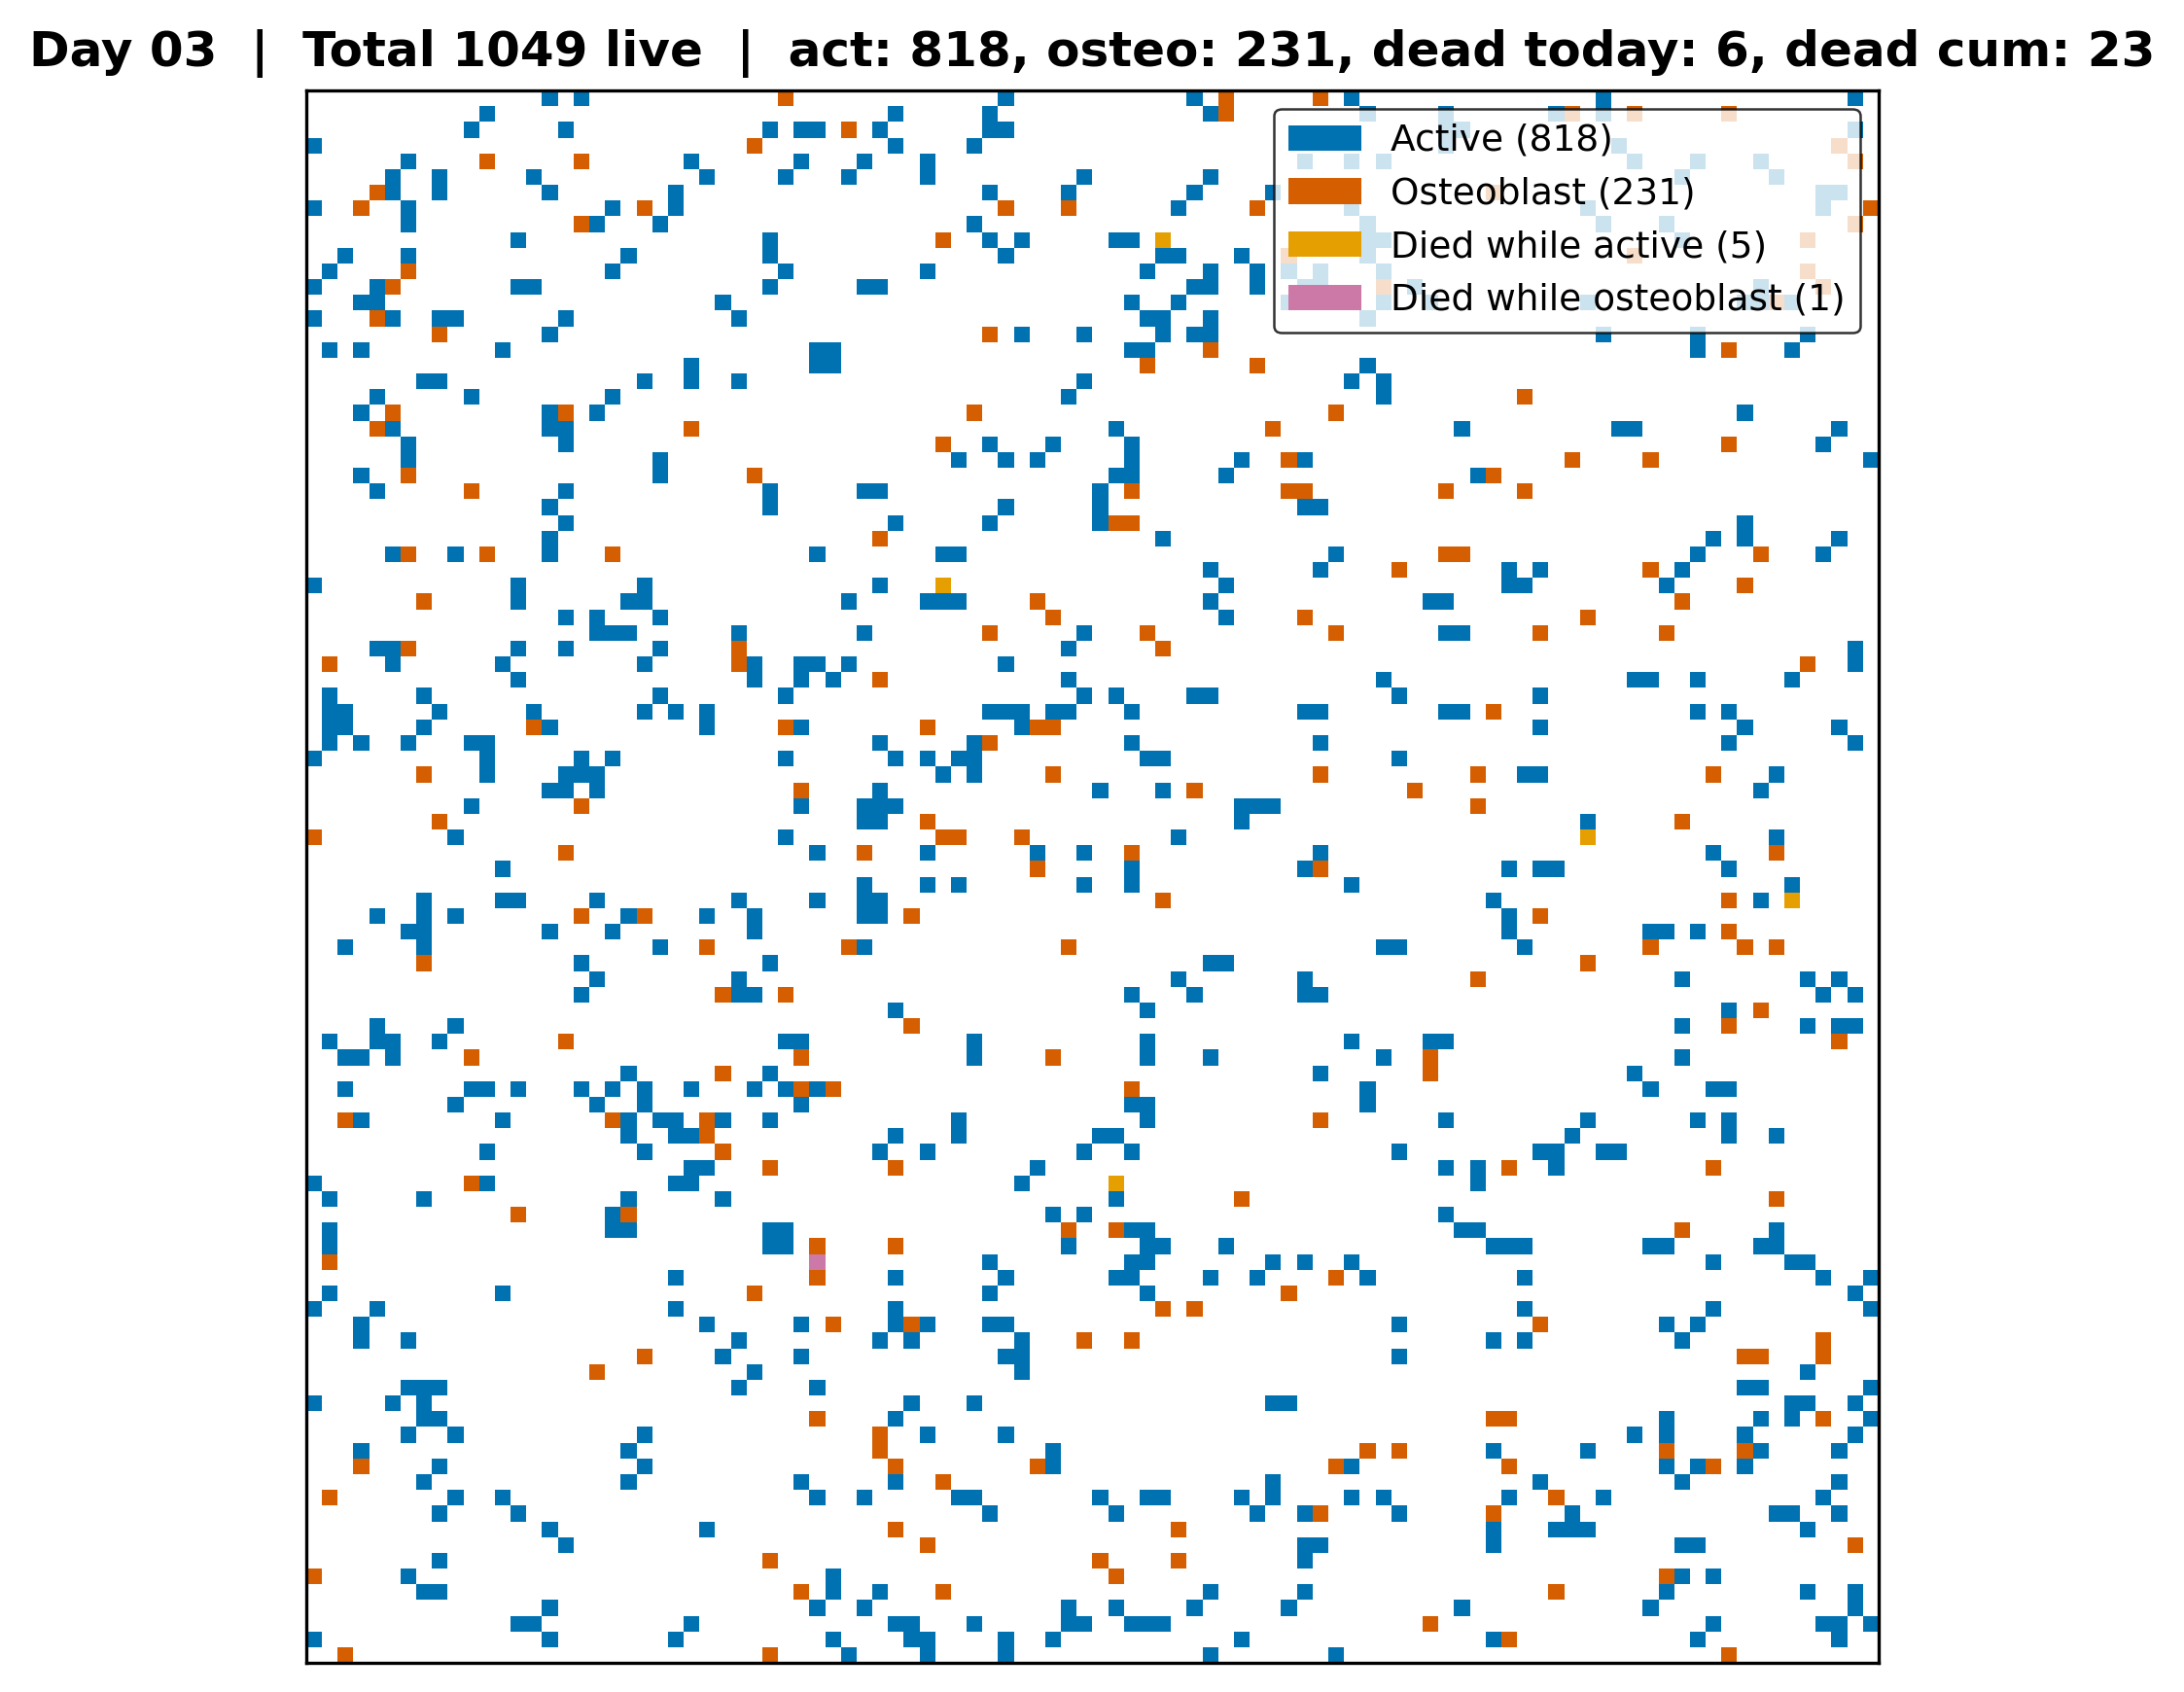 Day 03 | Total 1049 live | act: 818, osteo: 231, dead today: 6, dead cum: 23
Active (818)
Osteoblast (231)
Died while active (5)
Died while osteoblast (1)